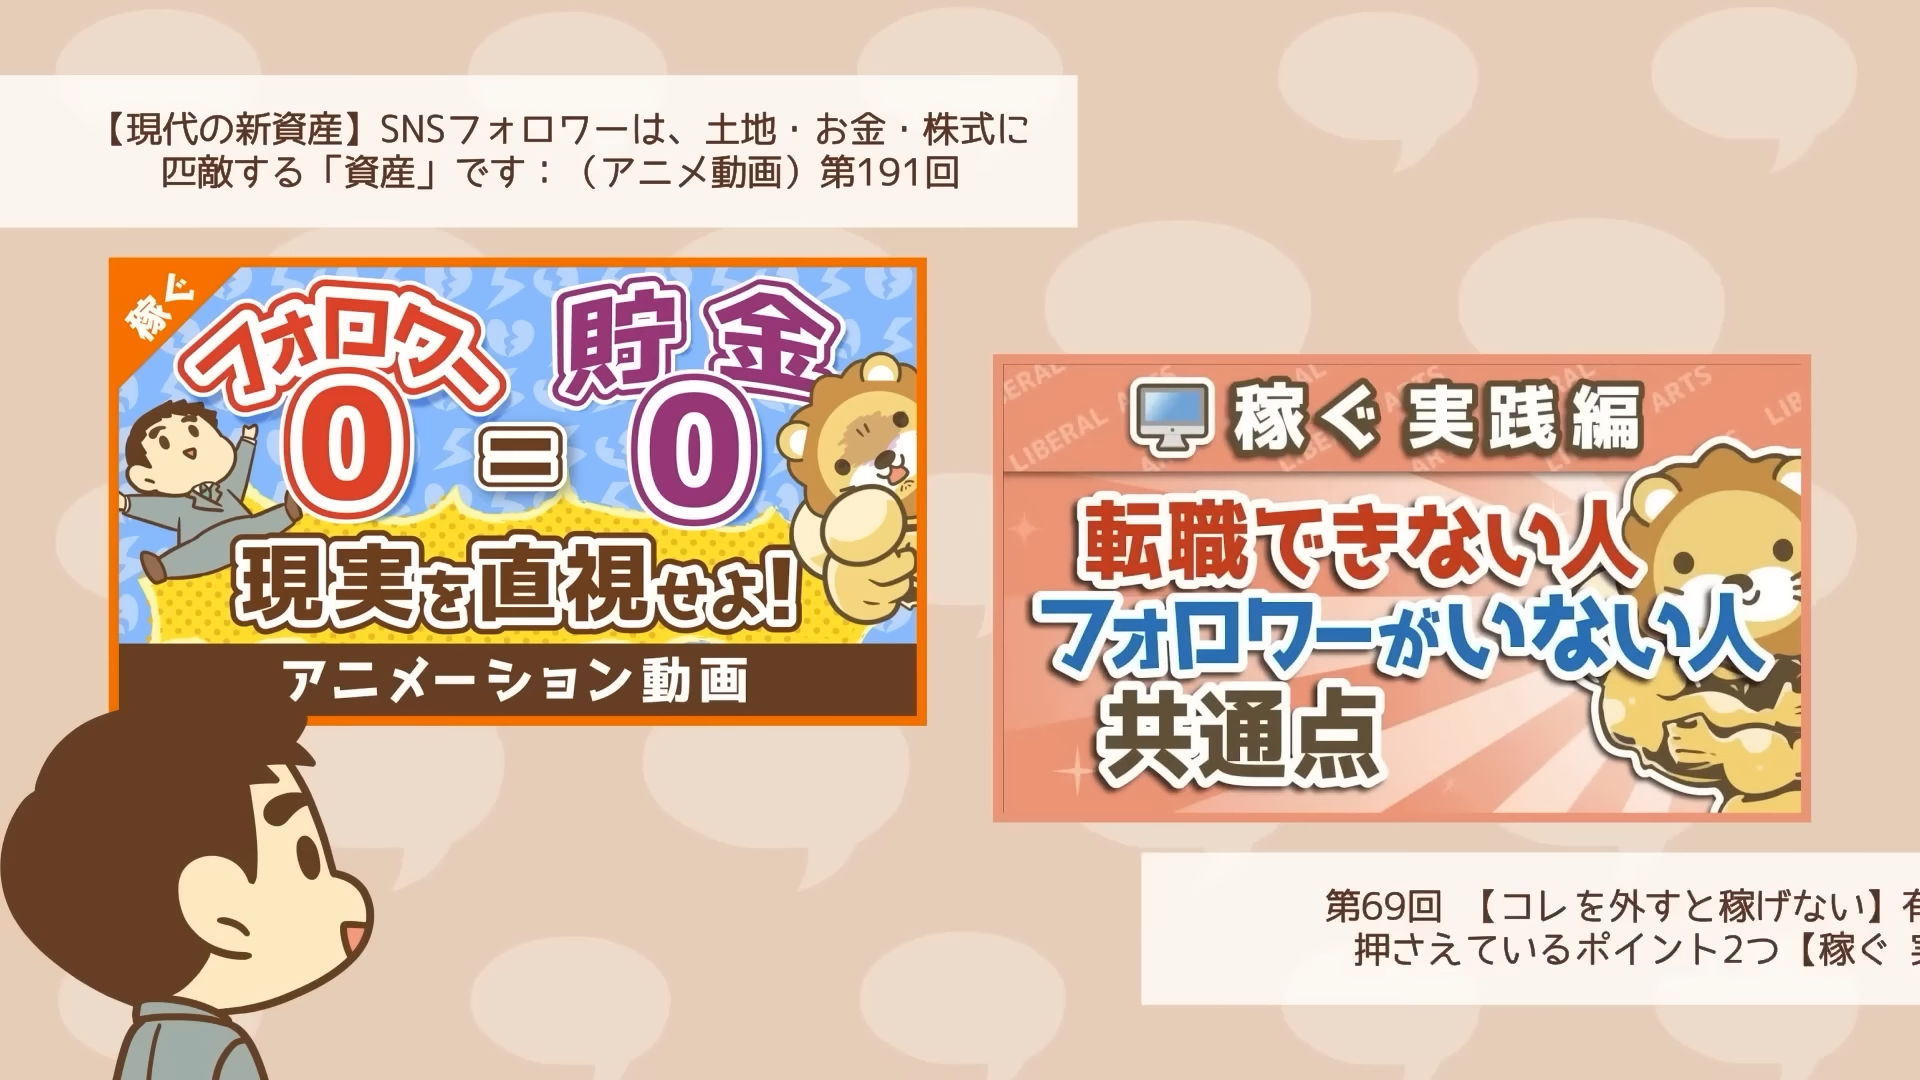 【現代の新資産】SNSフォロワーは、土地・お金・株式に
匹敵する「資産」です：（アニメ動画）第191回
稼ぐ
フォロワー 貯金
0 = 0
現実を直視せよ!
アニメーション動画
LIBERAL ARTS
稼ぐ 実践編
転職できない人
フォロワーがいない人
共通点
第69回 【コレを外すと稼げない】有
押さえているポイント2つ【稼ぐ 実